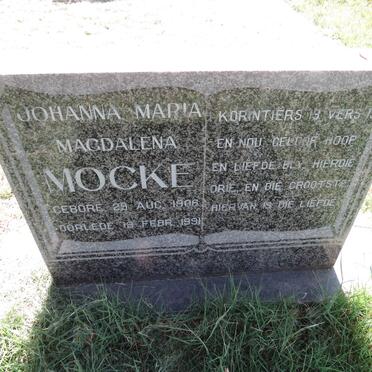 JOHANNA MARIA
MAGDALENA
MOCKE
GEBORE 29 AUG. 1908
OORLEDE 19 FEBR. 1991
KORINTIËRS 13 VERS
EN NOU GELOOF HOOP
EN LIEFDE BLY HIERDIE
DRIE, EN DIE GROOTSTE
HIERVAN IS DIE LIEFDE